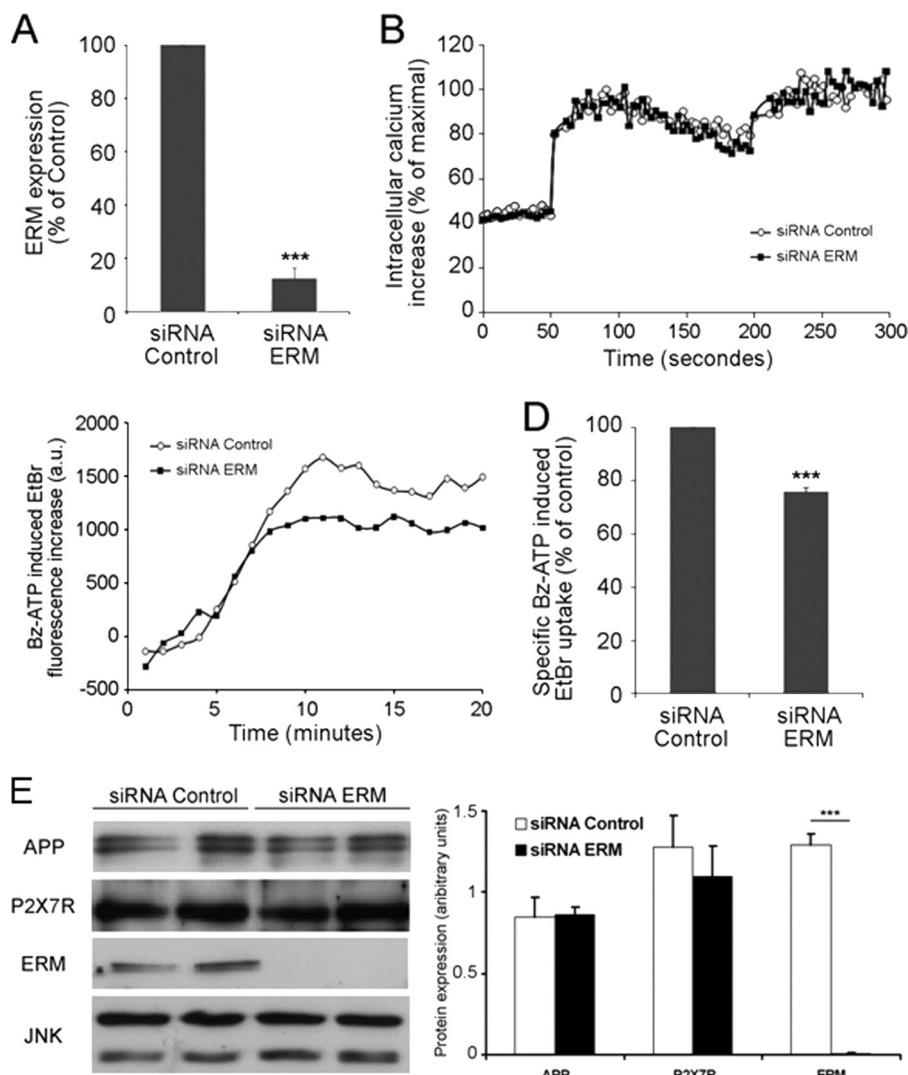 A
ERM expression
(% of Control)
100
80
60
40
20
0
***
siRNA
Control
siRNA
ERM
B
Intracellular calcium
increase (% of maximal)
120
100
80
60
40
20
0
siRNA Control
siRNA ERM
0
50
100
150
200
250
300
Time (secondes)
Bz-ATP induced EtBr
fluorescence increase (a.u.)
2000
1500
1000
500
0
-500
siRNA Control
siRNA ERM
0
5
10
15
20
Time (minutes)
D
Specific Bz-ATP induced
EtBr uptake (% of control)
100
80
60
40
20
0
***
siRNA
Control
siRNA
ERM
E
siRNA Control
siRNA ERM
APP
P2X7R
ERM
JNK
Protein expression (aribitrary units)
1.5
1
0.5
0
siRNA Control
siRNA ERM
***
APP
P2X7R
ERM